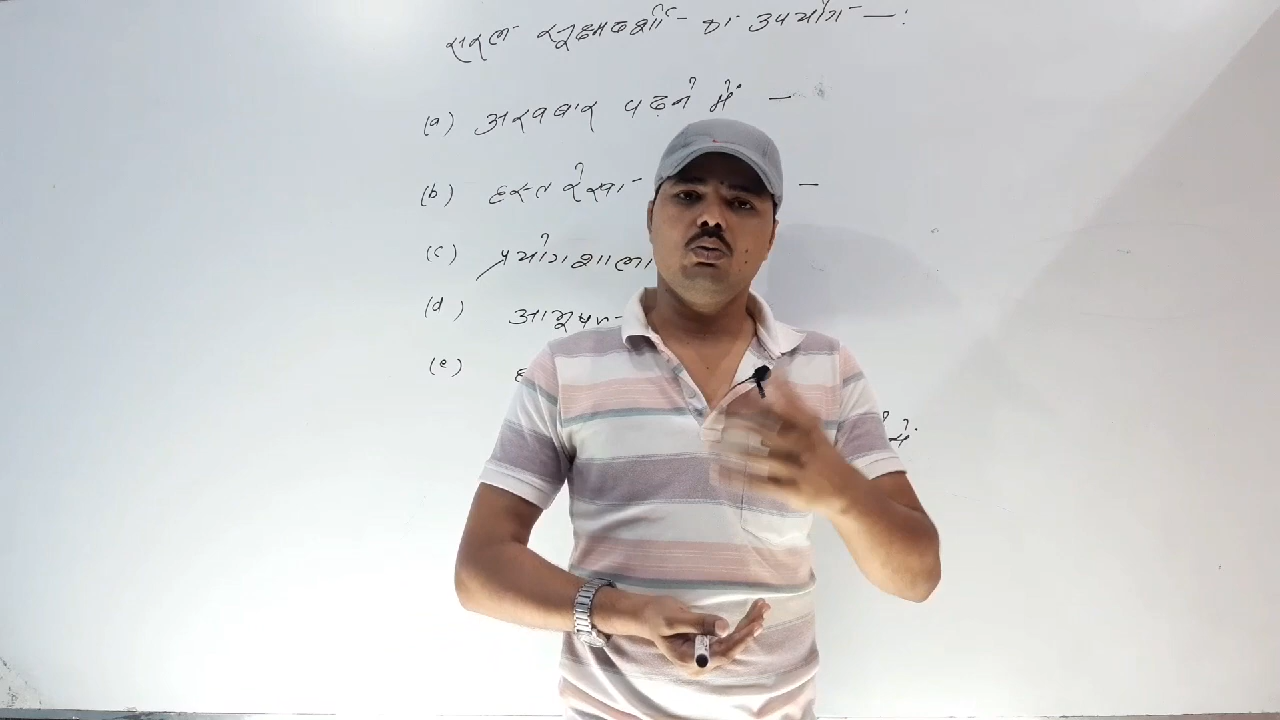 सरल सूक्ष्मदर्शी का उपयोग —:
(a) अखबार पढ़ने में —
(b) हस्त रेखा —
(c) प्रयोगशाला
(d) आभूषण
(e)
में.